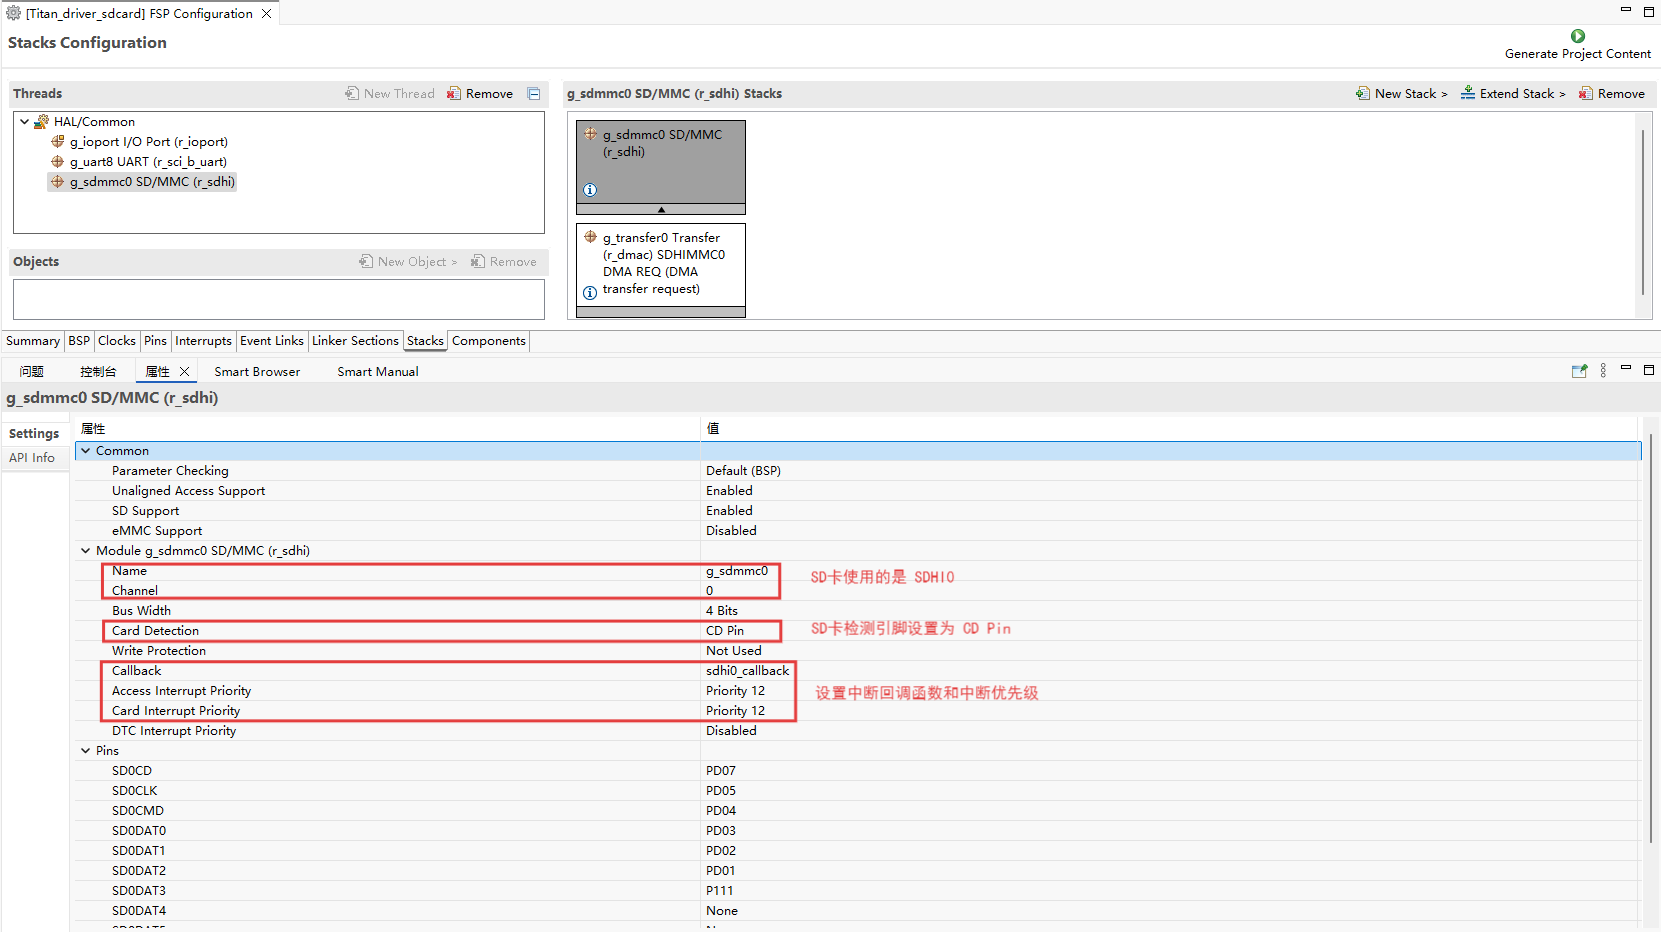 [Titan_driver_sdcard] FSP Configuration
Stacks Configuration
Generate Project Content
Threads
New Thread
Remove
HAL/Common
g_ioport I/O Port (r_ioport)
g_uart8 UART (r_sci_b_uart)
g_sdmmc0 SD/MMC (r_sdhi)
Objects
New Object >
Remove
g_sdmmc0 SD/MMC (r_sdhi) Stacks
New Stack >
Extend Stack >
Remove
g_sdmmc0 SD/MMC
(r_sdhi)
g_transfer0 Transfer
(r_dmac) SDHIMMC0
DMA REQ (DMA
transfer request)
Summary BSP Clocks Pins Interrupts Event Links Linker Sections Stacks Components
问题 控制台 属性 Smart Browser Smart Manual
g_sdmmc0 SD/MMC (r_sdhi)
Settings
API Info
属性 值
Common
Parameter Checking Default (BSP)
Unaligned Access Support Enabled
SD Support Enabled
eMMC Support Disabled
Module g_sdmmc0 SD/MMC (r_sdhi)
Name g_sdmmc0
SD卡使用的是 SDHI0
Channel 0
Bus Width 4 Bits
Card Detection CD Pin
SD卡检测引脚设置为 CD Pin
Write Protection Not Used
Callback sdhi0_callback
Access Interrupt Priority Priority 12
设置中断回调函数和中断优先级
Card Interrupt Priority Priority 12
DTC Interrupt Priority Disabled
Pins
SD0CD PD07
SD0CLK PD05
SD0CMD PD04
SD0DAT0 PD03
SD0DAT1 PD02
SD0DAT2 PD01
SD0DAT3 P111
SD0DAT4 None